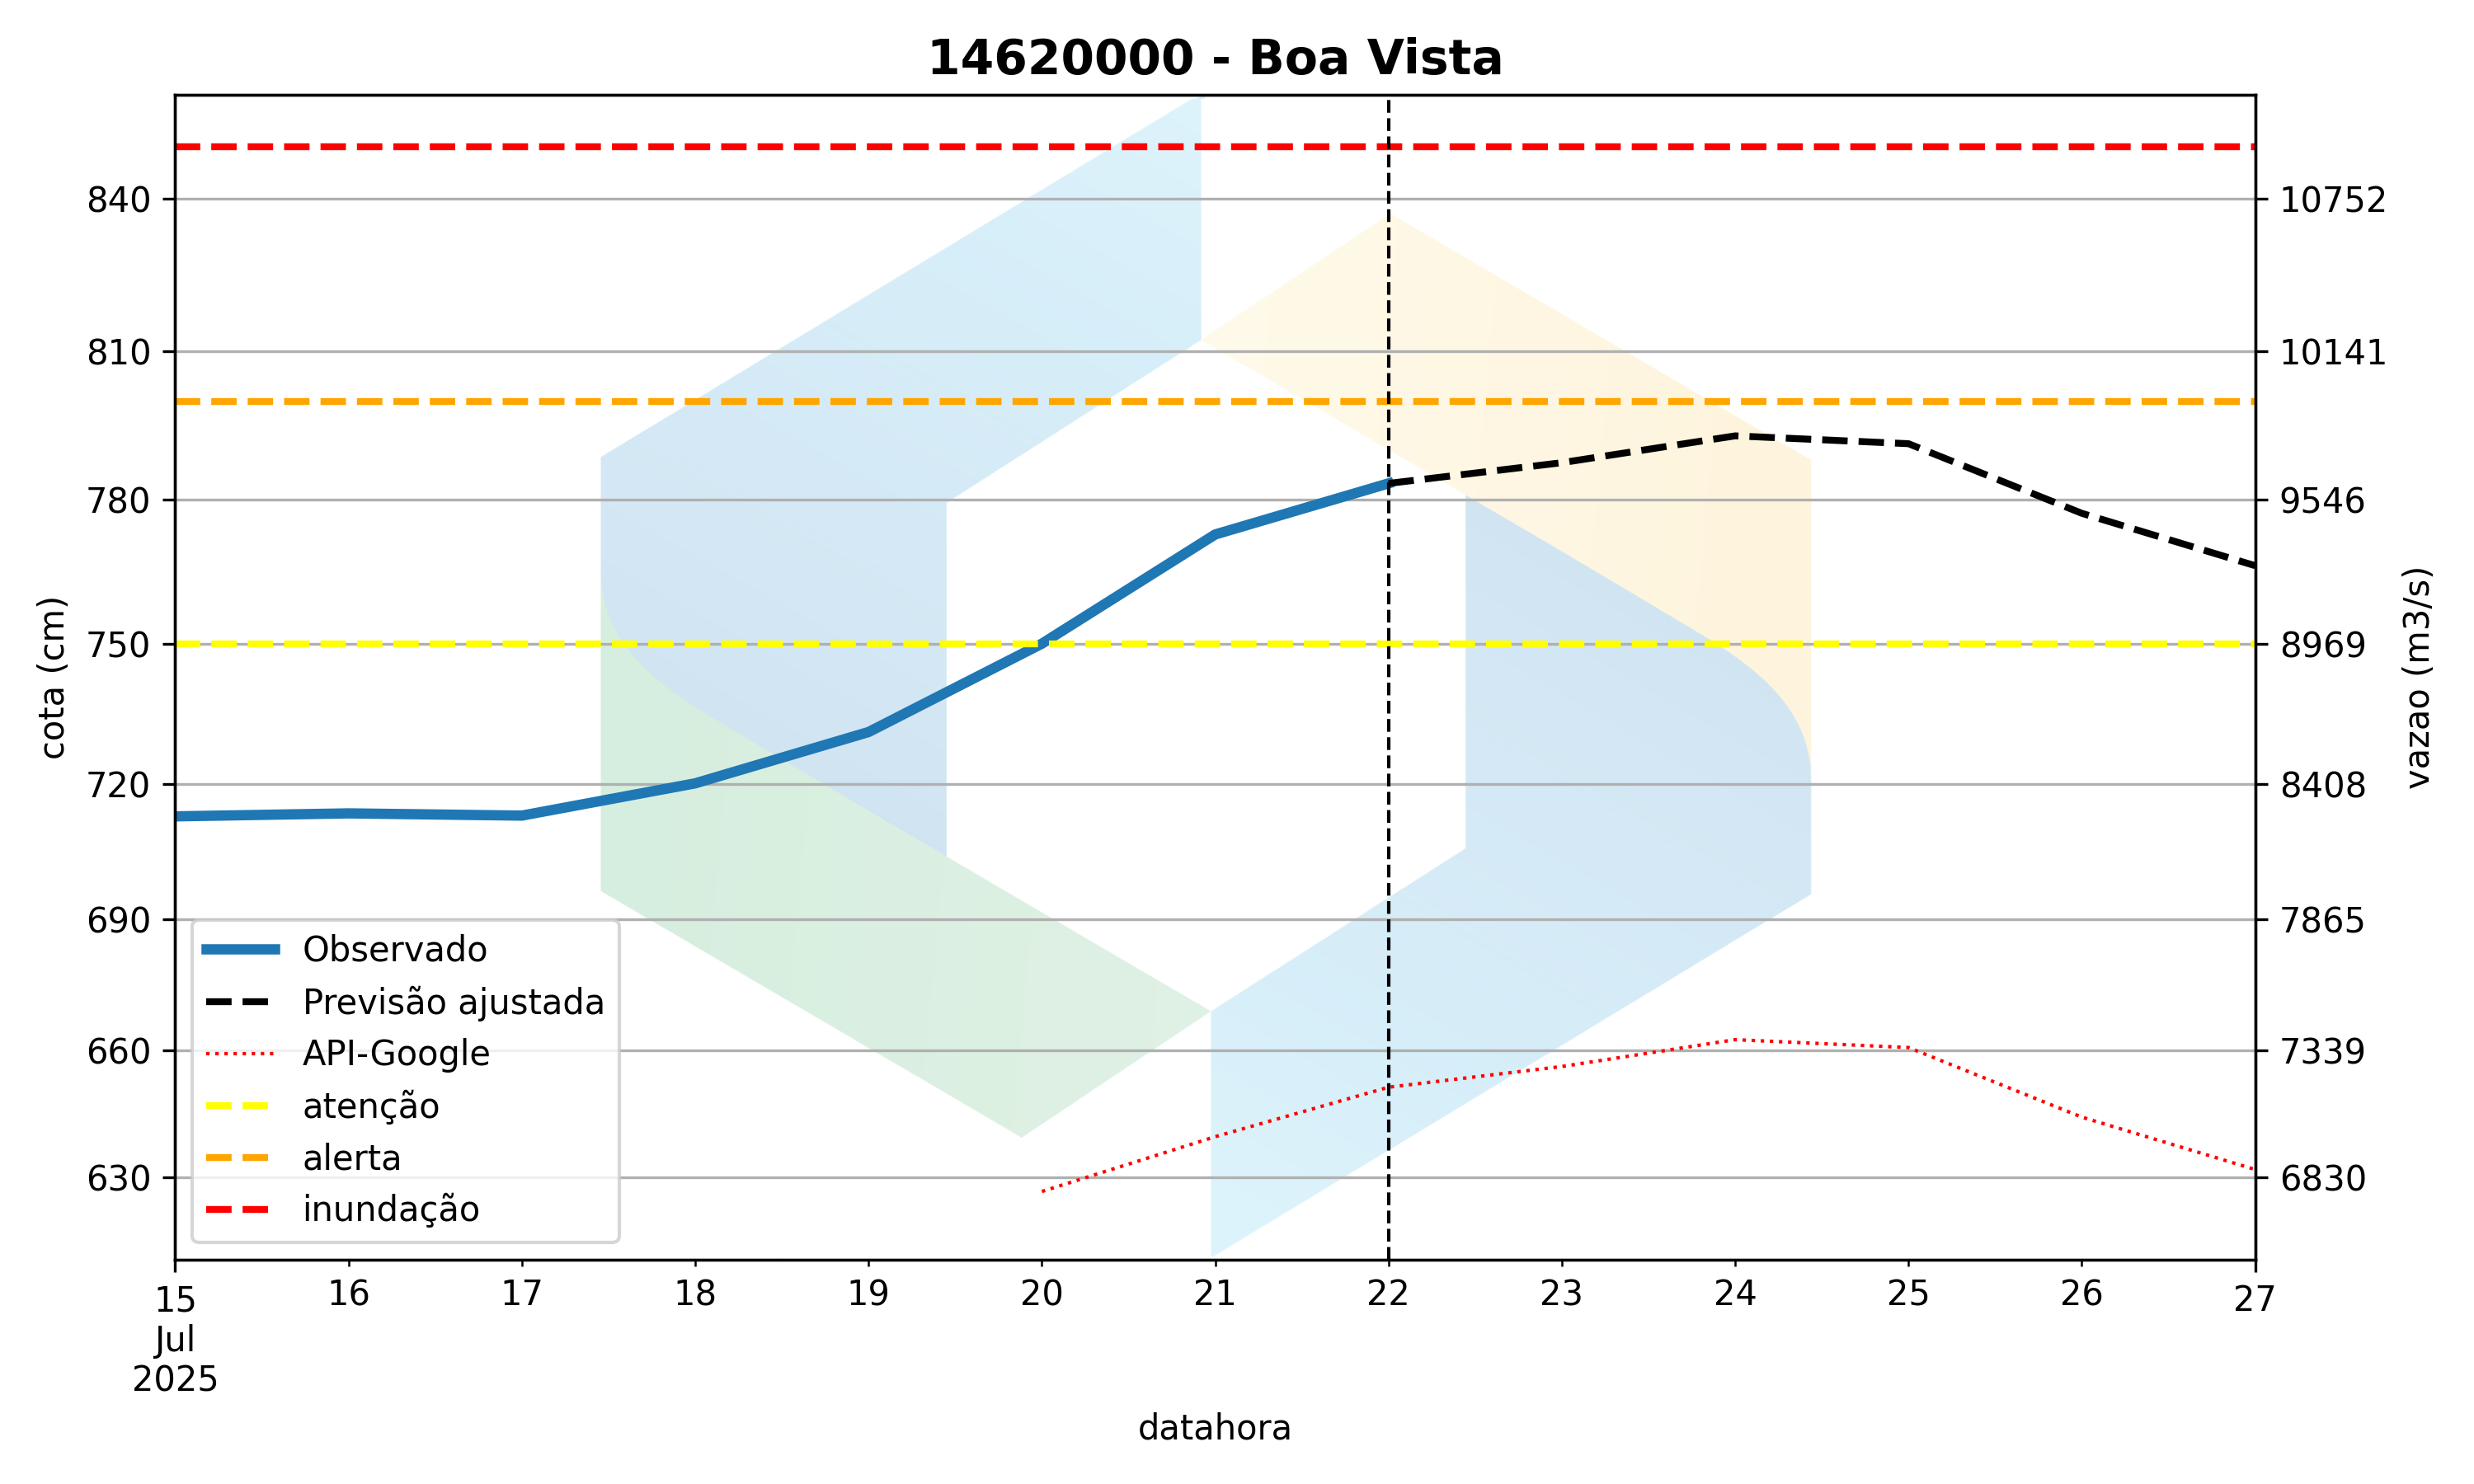 14620000 - Boa Vista
840
810
780
750
720
690
660
630
cota (cm)
10752
10141
9546
8969
8408
7865
7339
6830
vazao (m3/s)
Observado
Previsão ajustada
API-Google
atenção
alerta
inundação
15 16 17 18 19 20 21 22 23 24 25 26 27
Jul
2025
datahora